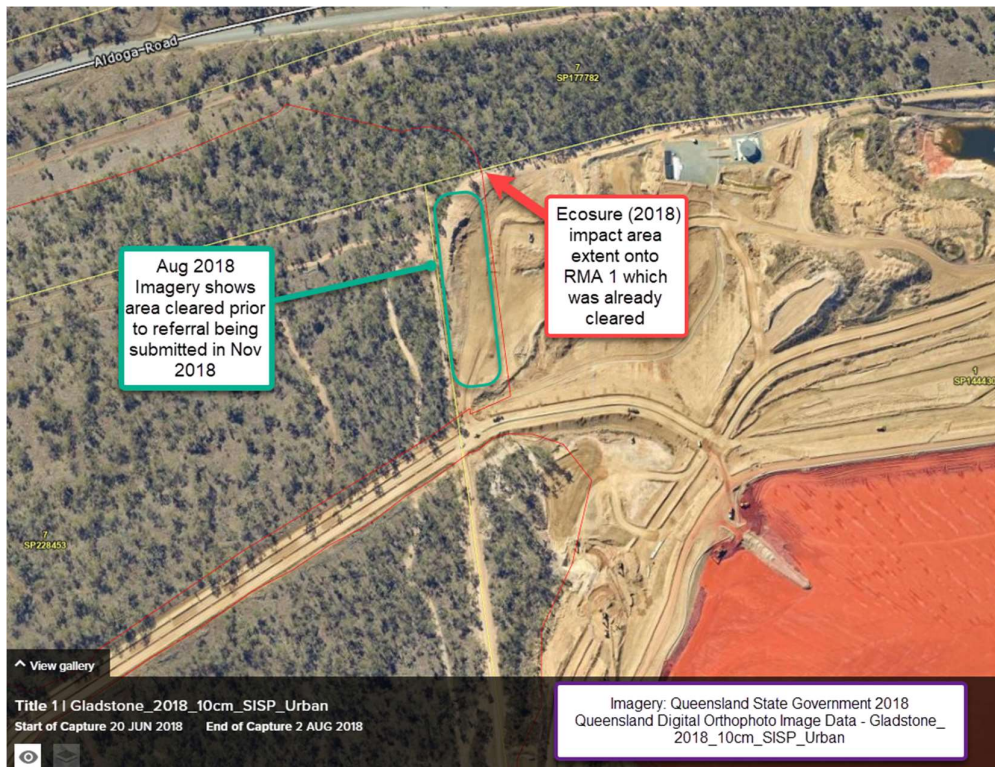 Aldoga Road
7
SP177782
Ecosure (2018)
impact area
extent onto
RMA 1 which
was already
cleared
Aug 2018
Imagery shows
area cleared prior
to referral being
submitted in Nov
2018
1
SP144430
7
SP228453
View gallery
Title 1 | Gladstone_2018_10cm_SISP_Urban
Start of Capture 20 JUN 2018 End of Capture 2 AUG 2018
Imagery: Queensland State Government 2018
Queensland Digital Orthophoto Image Data - Gladstone_
2018_10cm_SISP_Urban